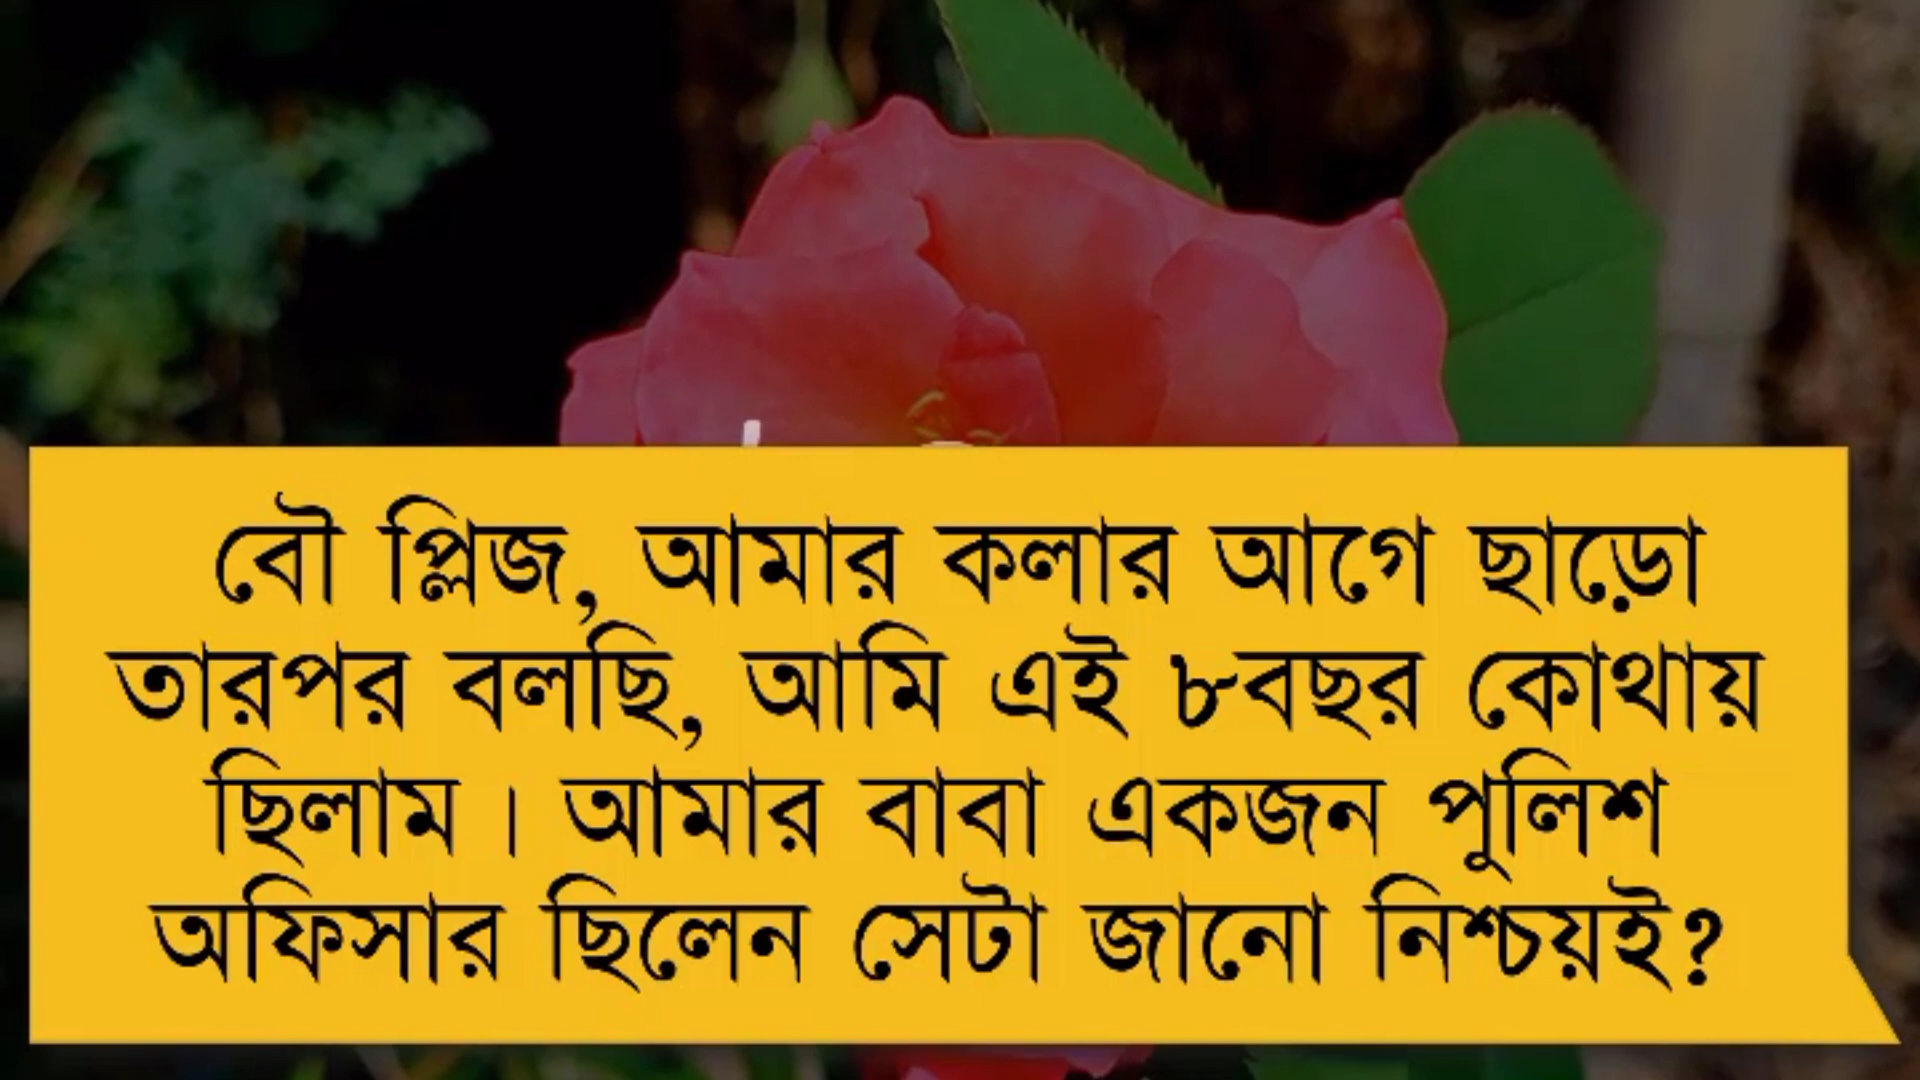 বৌ প্লিজ, আমার কলার আগে ছাড়ো
তারপর বলছি, আমি এই ৮বছর কোথায়
ছিলাম। আমার বাবা একজন পুলিশ
অফিসার ছিলেন সেটা জানো নিশ্চয়ই?